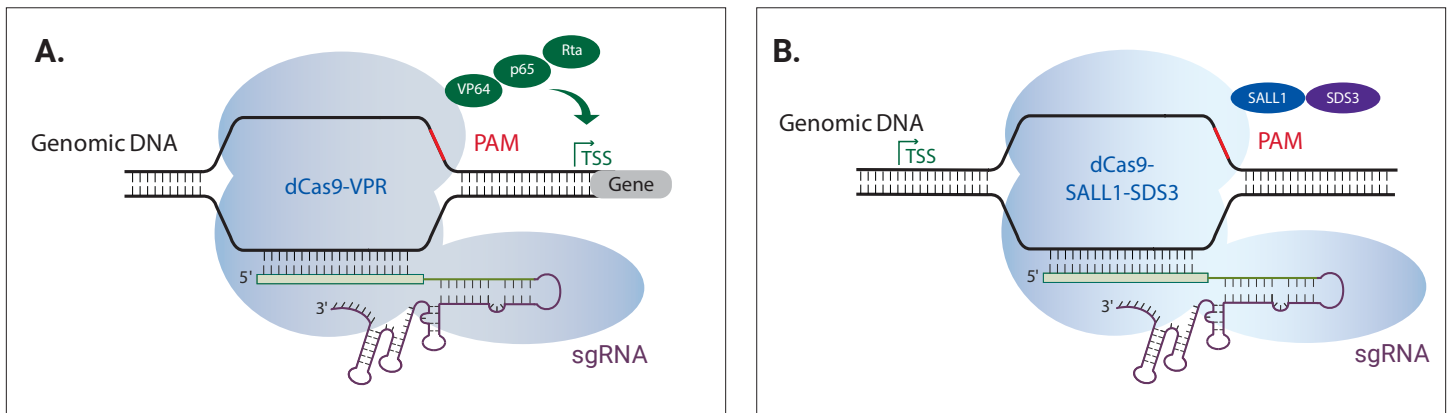 A.
VP64
p65
Rta
Genomic DNA
PAM
TSS
dCas9-VPR
Gene
5'
3'
sgRNA
B.
SALL1
SDS3
Genomic DNA
PAM
TSS
dCas9-
SALL1-SDS3
5'
3'
sgRNA